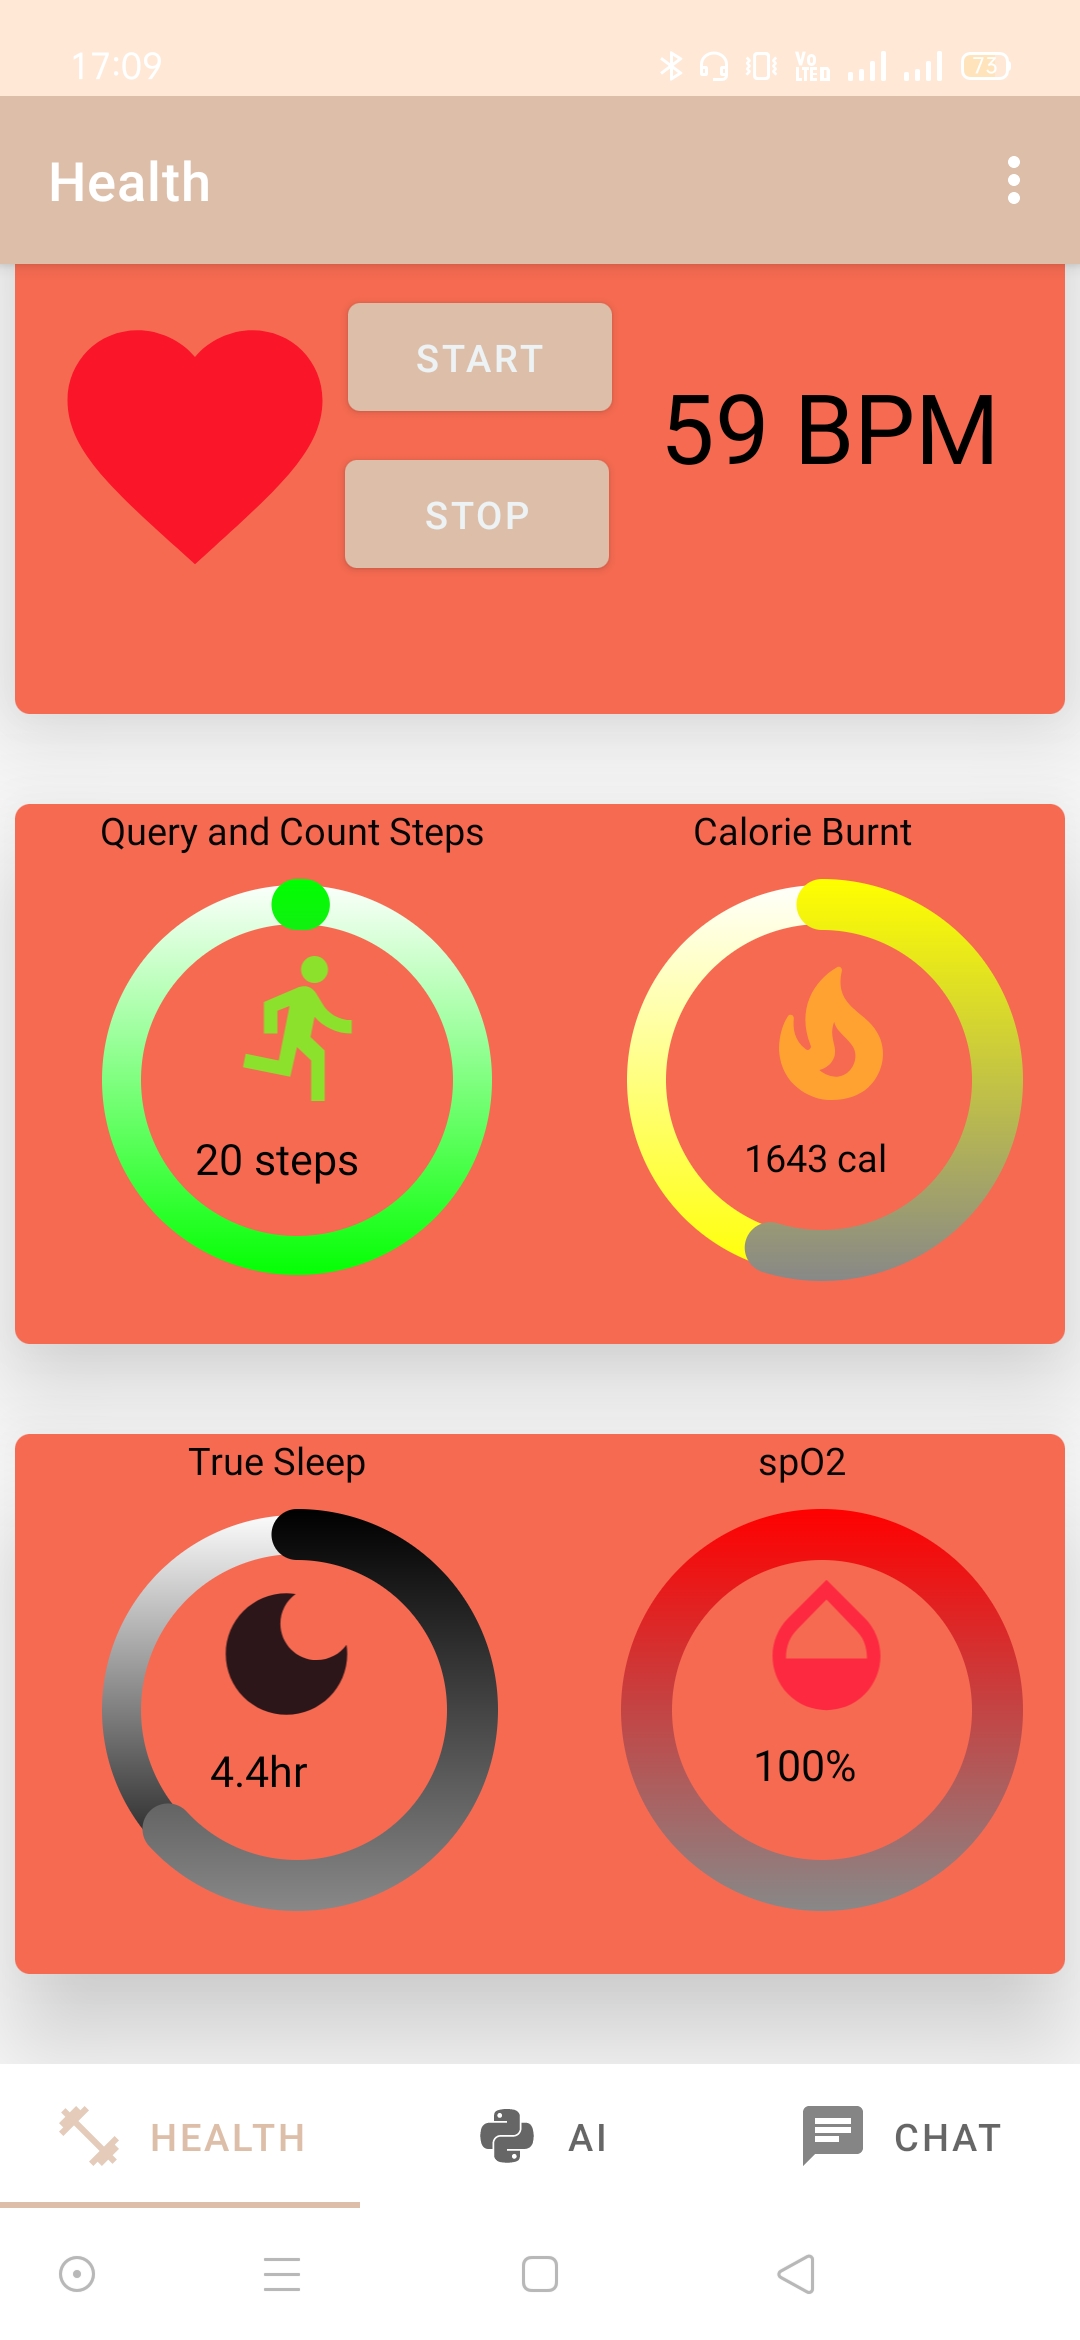 17:09 Vo LTED 73
Health
START
59 BPM
STOP
Query and Count Steps Calorie Burnt
20 steps 1643 cal
True Sleep spO2
4.4hr 100%
HEALTH AI CHAT